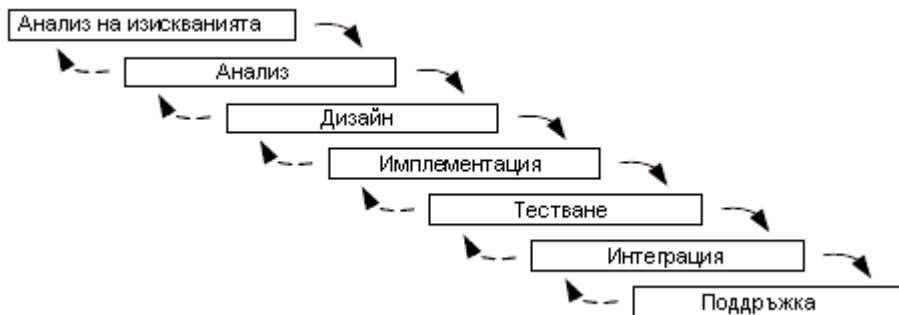 Анализ на изискванията
Анализ
Дизайн
Имплементация
Тестване
Интеграция
Поддръжка